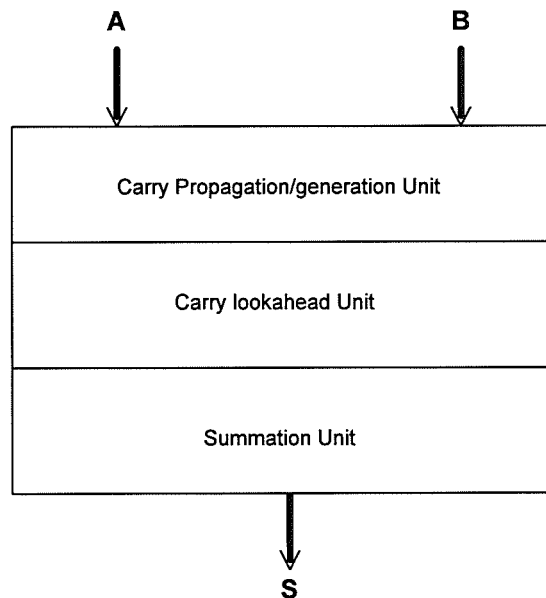 A B
Carry Propagation/generation Unit
Carry lookahead Unit
Summation Unit
S